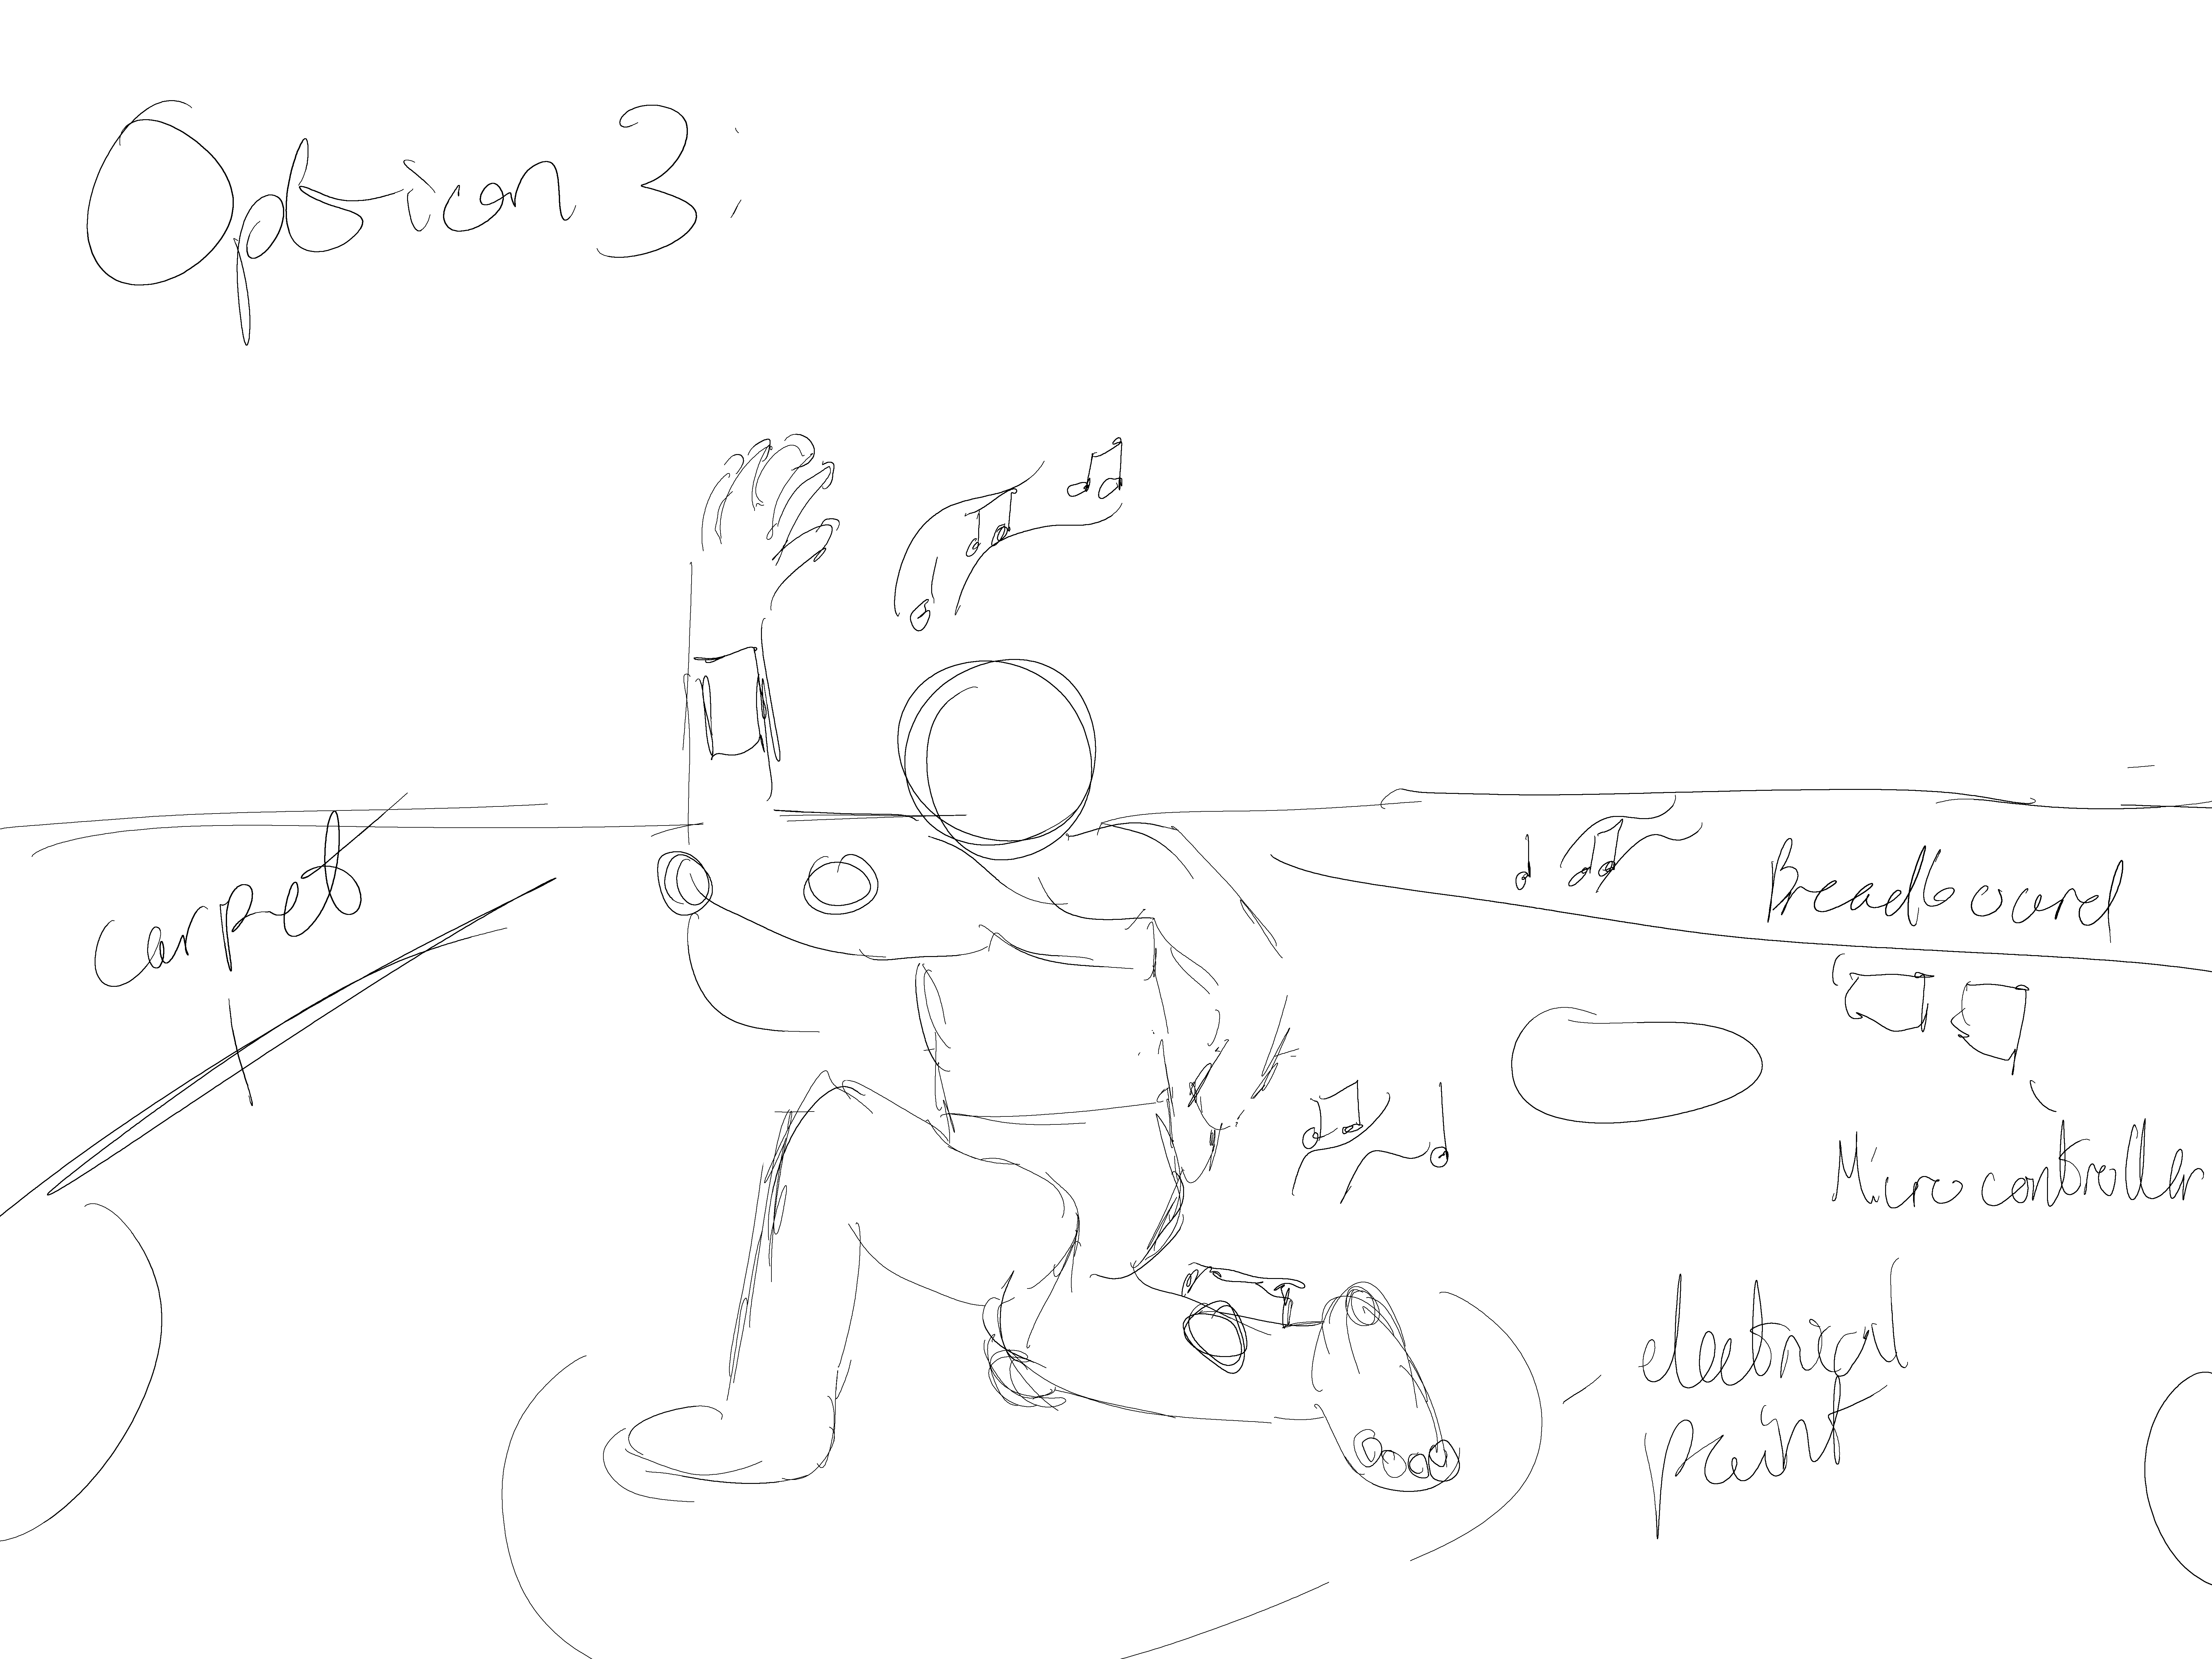 Option 3:
carpet
Breadboard
Microcontroller
electrical
paint